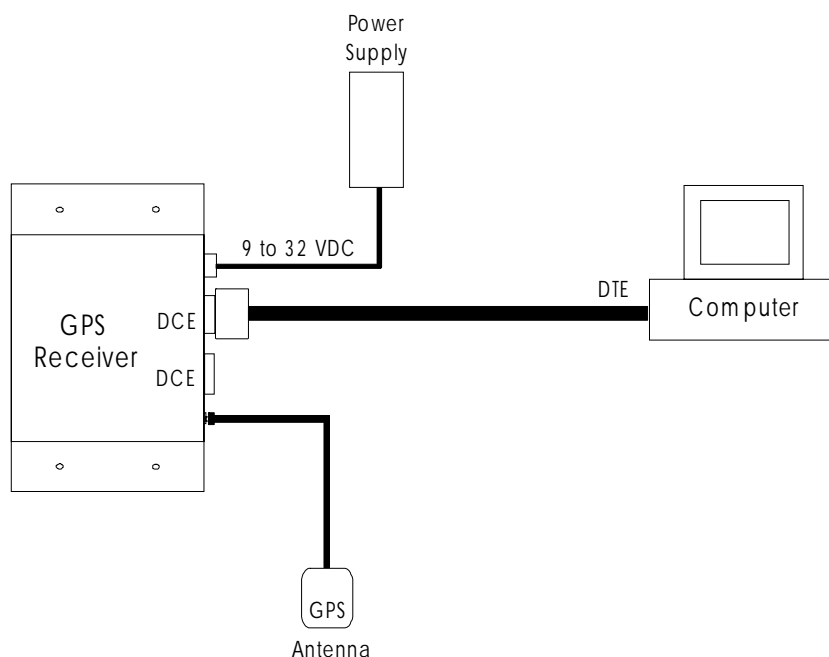 Power
Supply
9 to 32 VDC
DTE
Computer
DCE
GPS
Receiver
DCE
GPS
Antenna